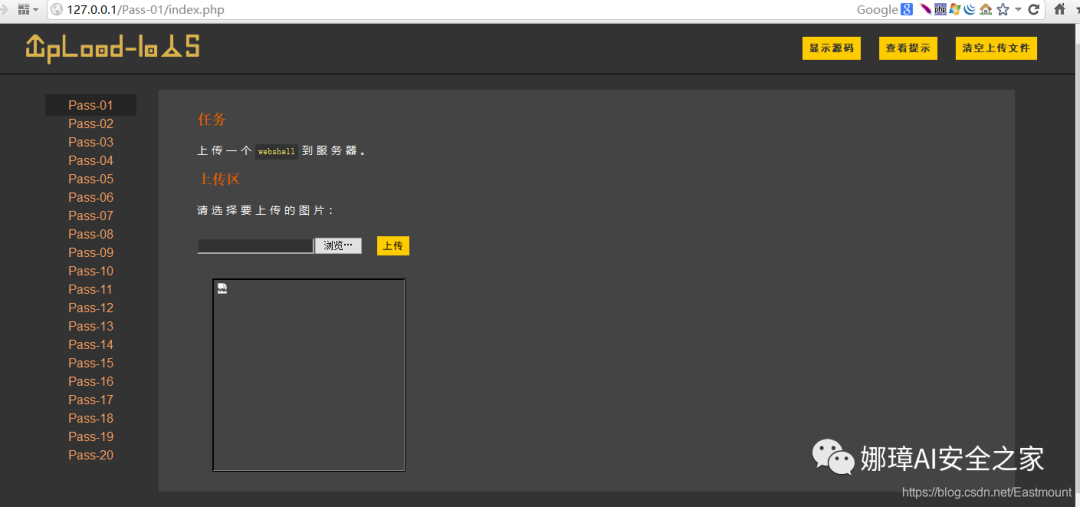 127.0.0.1/Pass-01/index.php
Google
UpLoad-labs
显示源码
查看提示
清空上传文件
Pass-01
Pass-02
Pass-03
Pass-04
Pass-05
Pass-06
Pass-07
Pass-08
Pass-09
Pass-10
Pass-11
Pass-12
Pass-13
Pass-14
Pass-15
Pass-16
Pass-17
Pass-18
Pass-19
Pass-20
任务
上传一个 webshell 到服务器。
上传区
请选择要上传的图片：
浏览…
上传
娜璋AI安全之家
https://blog.csdn.net/Eastmount